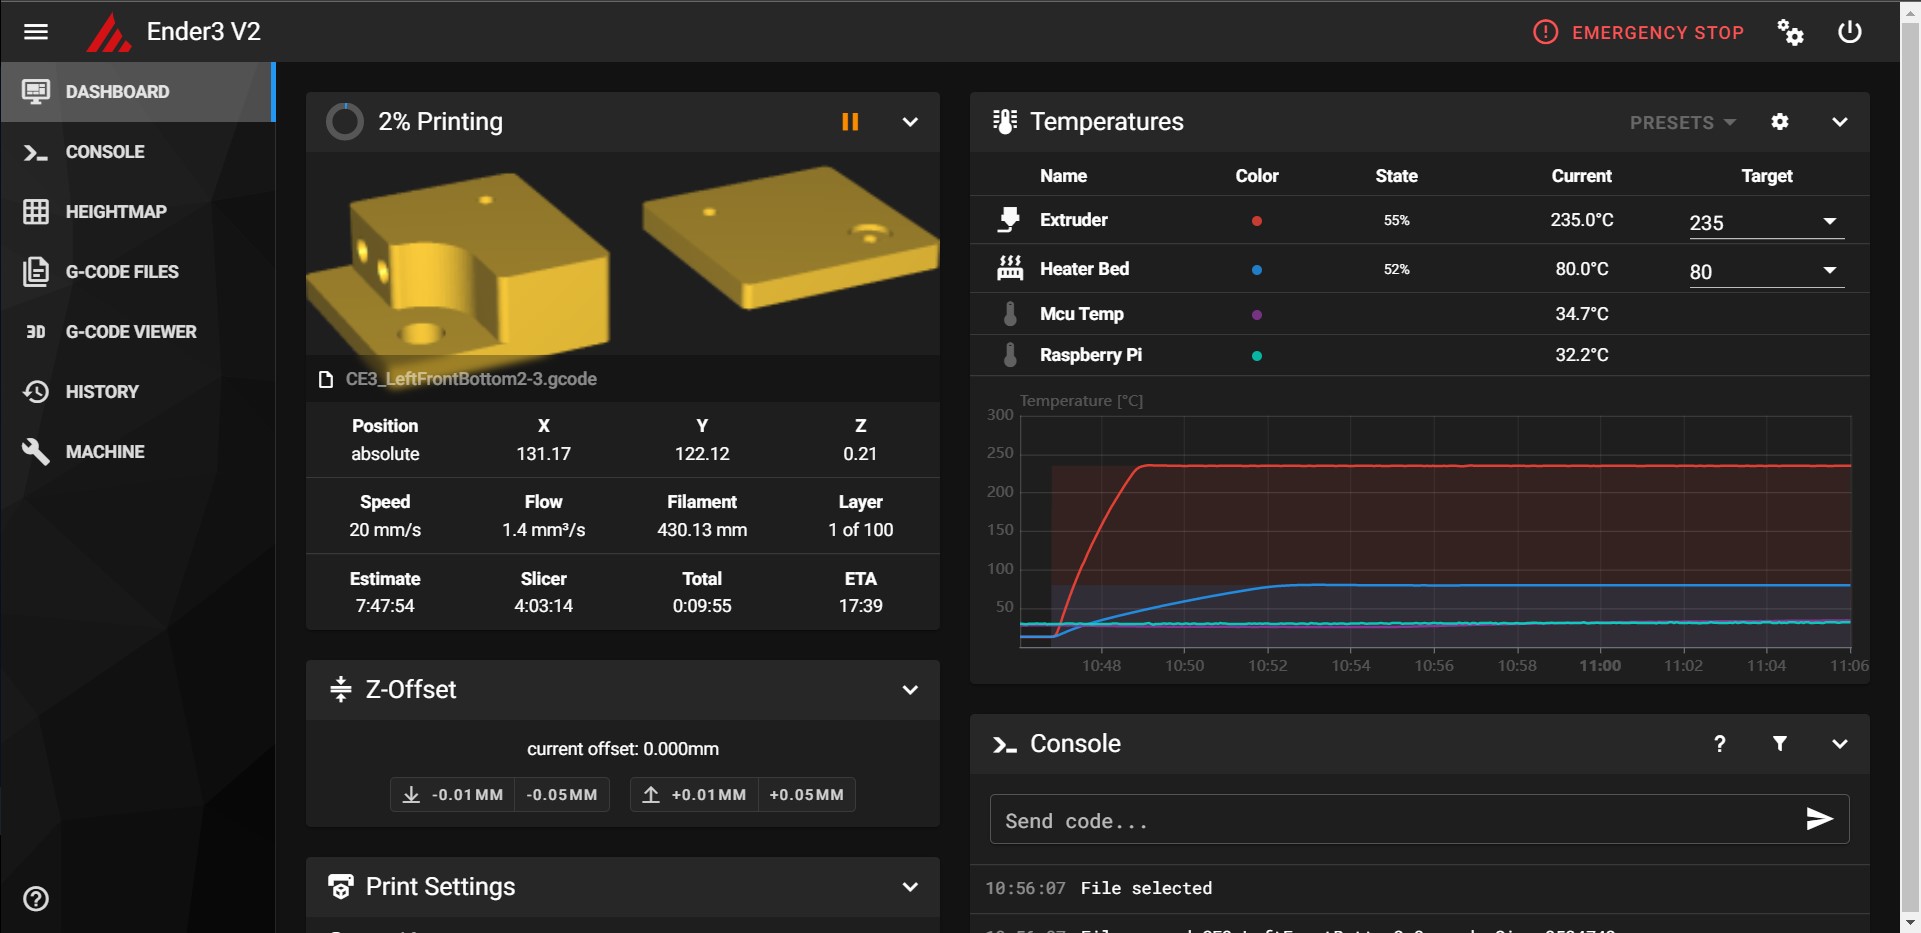 Ender3 V2
EMERGENCY STOP
DASHBOARD
CONSOLE
HEIGHTMAP
G-CODE FILES
3D G-CODE VIEWER
HISTORY
MACHINE
2% Printing
CE3_LeftFrontBottom2-3.gcode
Position X Y Z
absolute 131.17 122.12 0.21
Speed Flow Filament Layer
20 mm/s 1.4 mm³/s 430.13 mm 1 of 100
Estimate Slicer Total ETA
7:47:54 4:03:14 0:09:55 17:39
Z-Offset
current offset: 0.000mm
-0.01MM -0.05MM +0.01MM +0.05MM
Print Settings
Temperatures PRESETS
Name Color State Current Target
Extruder 55% 235.0°C 235
Heater Bed 52% 80.0°C 80
Mcu Temp 34.7°C
Raspberry Pi 32.2°C
Temperature [°C]
300
250
200
150
100
50
10:48 10:50 10:52 10:54 10:56 10:58 11:00 11:02 11:04 11:06
Console ?
Send code...
10:56:07 File selected